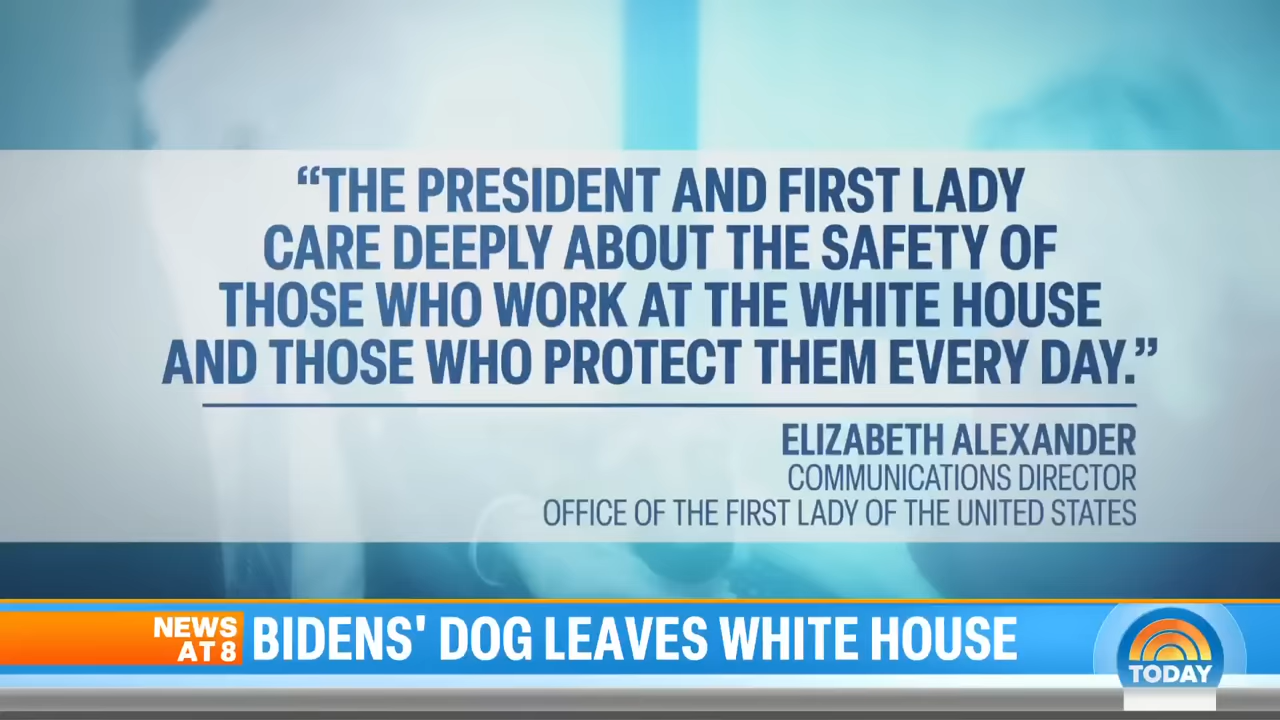 “THE PRESIDENT AND FIRST LADY
CARE DEEPLY ABOUT THE SAFETY OF
THOSE WHO WORK AT THE WHITE HOUSE
AND THOSE WHO PROTECT THEM EVERY DAY.”
ELIZABETH ALEXANDER
COMMUNICATIONS DIRECTOR
OFFICE OF THE FIRST LADY OF THE UNITED STATES
NEWS
AT 8
BIDENS' DOG LEAVES WHITE HOUSE
TODAY